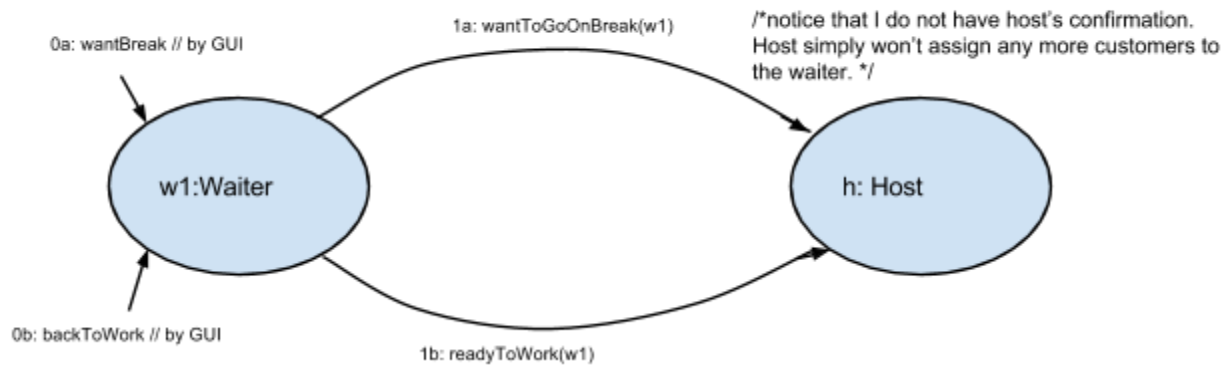 /*notice that I do not have host's confirmation.
Host simply won't assign any more customers to
the waiter. */
1a: wantToGoOnBreak(w1)
0a: wantBreak // by GUI
w1:Waiter
h: Host
0b: backToWork // by GUI
1b: readyToWork(w1)